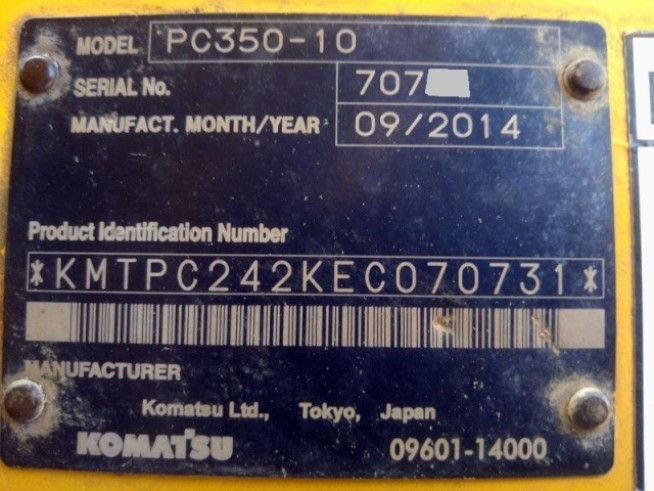 MODEL PC350-10
SERIAL No. 707
MANUFACT. MONTH/YEAR 09/2014
Product Identification Number
*KMTPC242KEC070731*
MANUFACTURER
Komatsu Ltd., Tokyo, Japan
KOMATSU 09601-14000